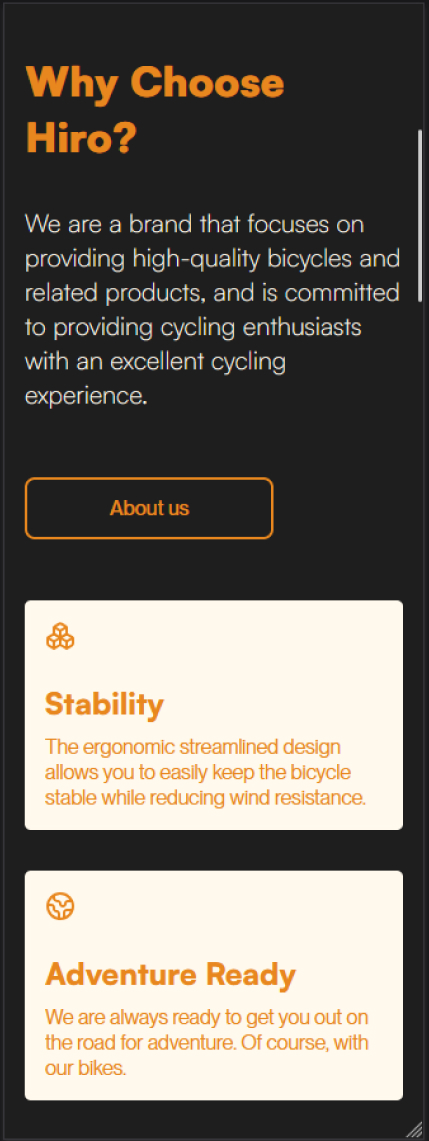 Why Choose
Hiro?
We are a brand that focuses on
providing high-quality bicycles and
related products, and is committed
to providing cycling enthusiasts
with an excellent cycling
experience.
About us
Stability
The ergonomic streamlined design
allows you to easily keep the bicycle
stable while reducing wind resistance.
Adventure Ready
We are always ready to get you out on
the road for adventure. Of course, with
our bikes.